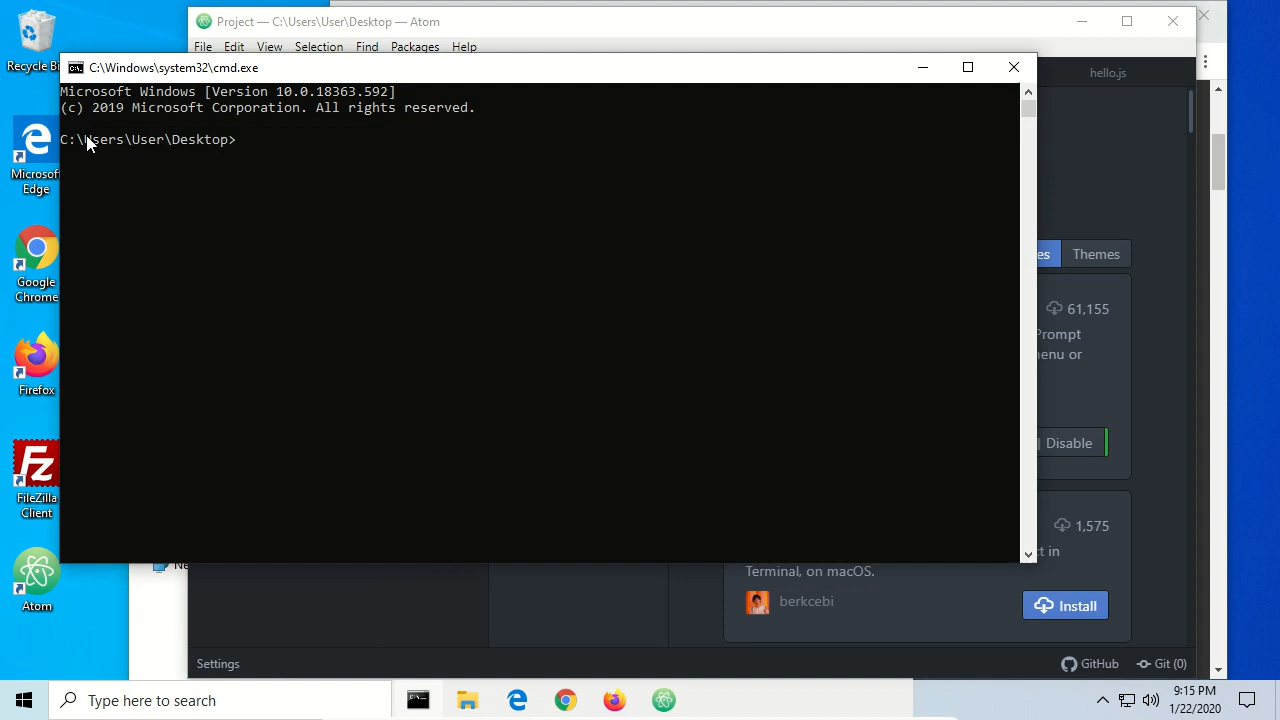 Project — C:\Users\User\Desktop — Atom
File Edit View Selection Find Packages Help
C:\Windows\system32\cmd.exe
Microsoft Windows [Version 10.0.18363.592]
(c) 2019 Microsoft Corporation. All rights reserved.
C:\Users\User\Desktop>
hello.js
Themes
61,155
Prompt
Disable
1,575
in
Terminal, on macOS.
berkcebi
Install
Settings
GitHub
Git (0)
Recycle
Microsoft
Edge
Google
Chrome
Firefox
Fz
FileZilla
Client
Atom
Type here to search
9:15 PM
1/22/2020